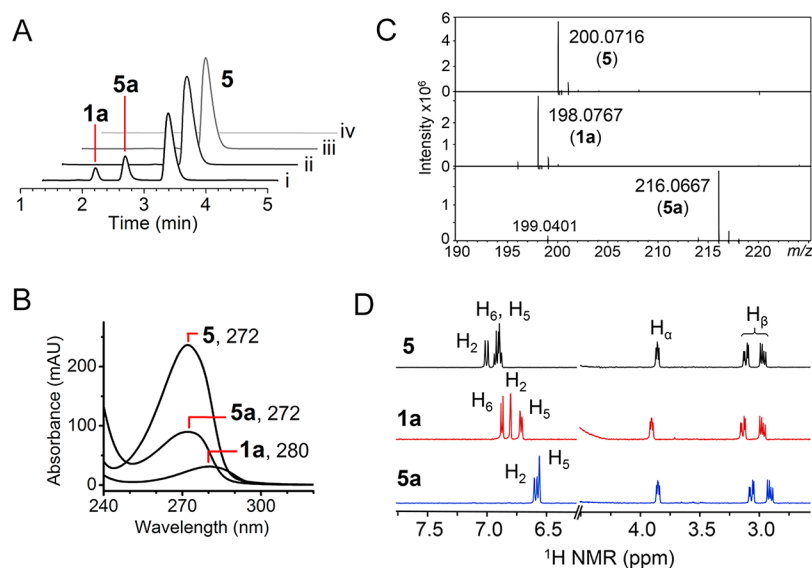 A
1a
5a
5
iv
iii
ii
i
1 2 3 4 5
Time (min)
B
Absorbance (mAU)
200
100
0
5, 272
5a, 272
1a, 280
240 270 300
Wavelength (nm)
C
Intensity x10⁶
6
4
2
0
200.0716
(5)
2
1
0
198.0767
(1a)
2
1
0
216.0667
(5a)
199.0401
190 195 200 205 210 215 220 m/z
D
5
H₂
H₆, H₅
Hα
Hβ
1a
H₆
H₂
H₅
5a
H₂
H₅
7.5 7.0 6.5 4.0 3.5 3.0
¹H NMR (ppm)